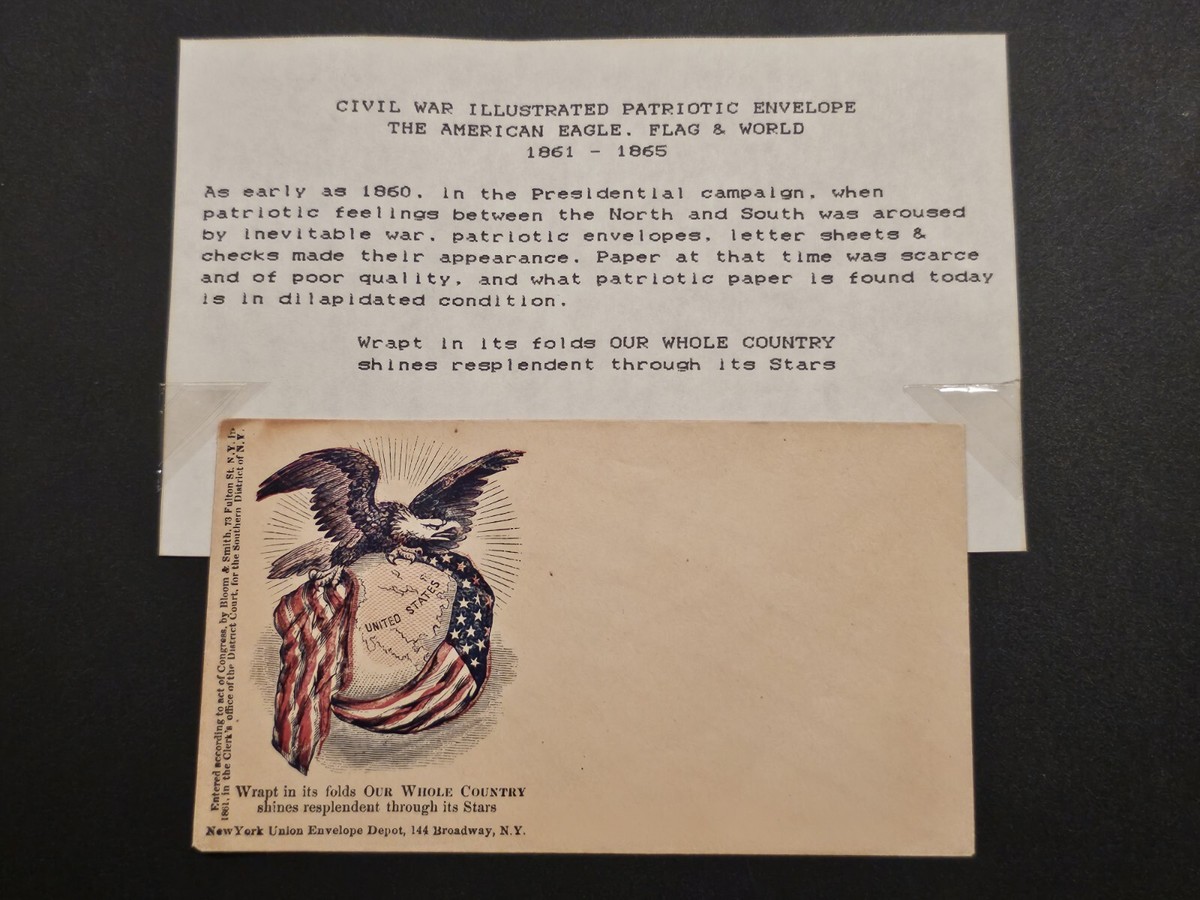 CIVIL WAR ILLUSTRATED PATRIOTIC ENVELOPE
THE AMERICAN EAGLE, FLAG & WORLD
1861 - 1865
As early as 1860, in the Presidential campaign, when
patriotic feelings between the North and South was aroused
by inevitable war, patriotic envelopes, letter sheets &
checks made their appearance. Paper at that time was scarce
and of poor quality, and what patriotic paper is found today
is in dilapidated condition.
Wrapt in its folds OUR WHOLE COUNTRY
shines resplendent through its Stars
Entered according to act of Congress, by Bloom & Smith, 73 Fulton St. N.Y. in
1861, in the Clerk's office of the District Court, for the Southern District of N.Y.
UNITED STATES
Wrapt in its folds OUR WHOLE COUNTRY
shines resplendent through its Stars
New York Union Envelope Depot, 144 Broadway, N.Y.